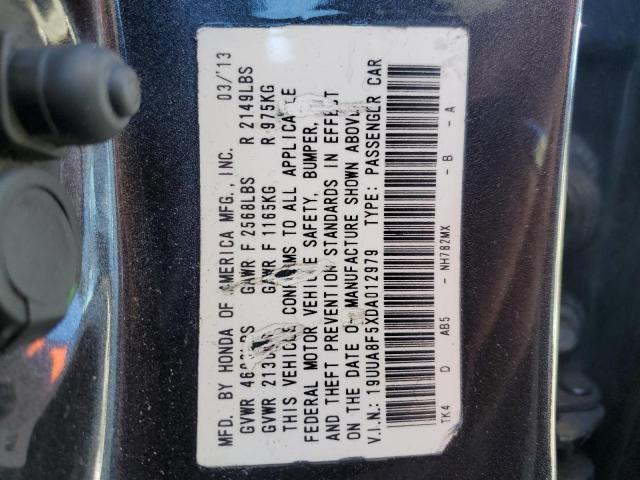 MFD. BY HONDA OF AMERICA MFG., INC. 03/'13
GVWR GAWR F 2568LBS R 2149LBS
GVWR GAWR F 1165KG R 975KG
THIS VEHICLE CONFORMS TO ALL APPLICABLE
FEDERAL MOTOR VEHICLE SAFETY, BUMPER,
AND THEFT PREVENTION STANDARDS IN EFFECT
ON THE DATE OF MANUFACTURE SHOWN ABOVE.
V.I.N.: 19UUA8F5XDA012979 TYPE: PASSENGER CAR
TK4 D AB5 - NH782MX - B - A